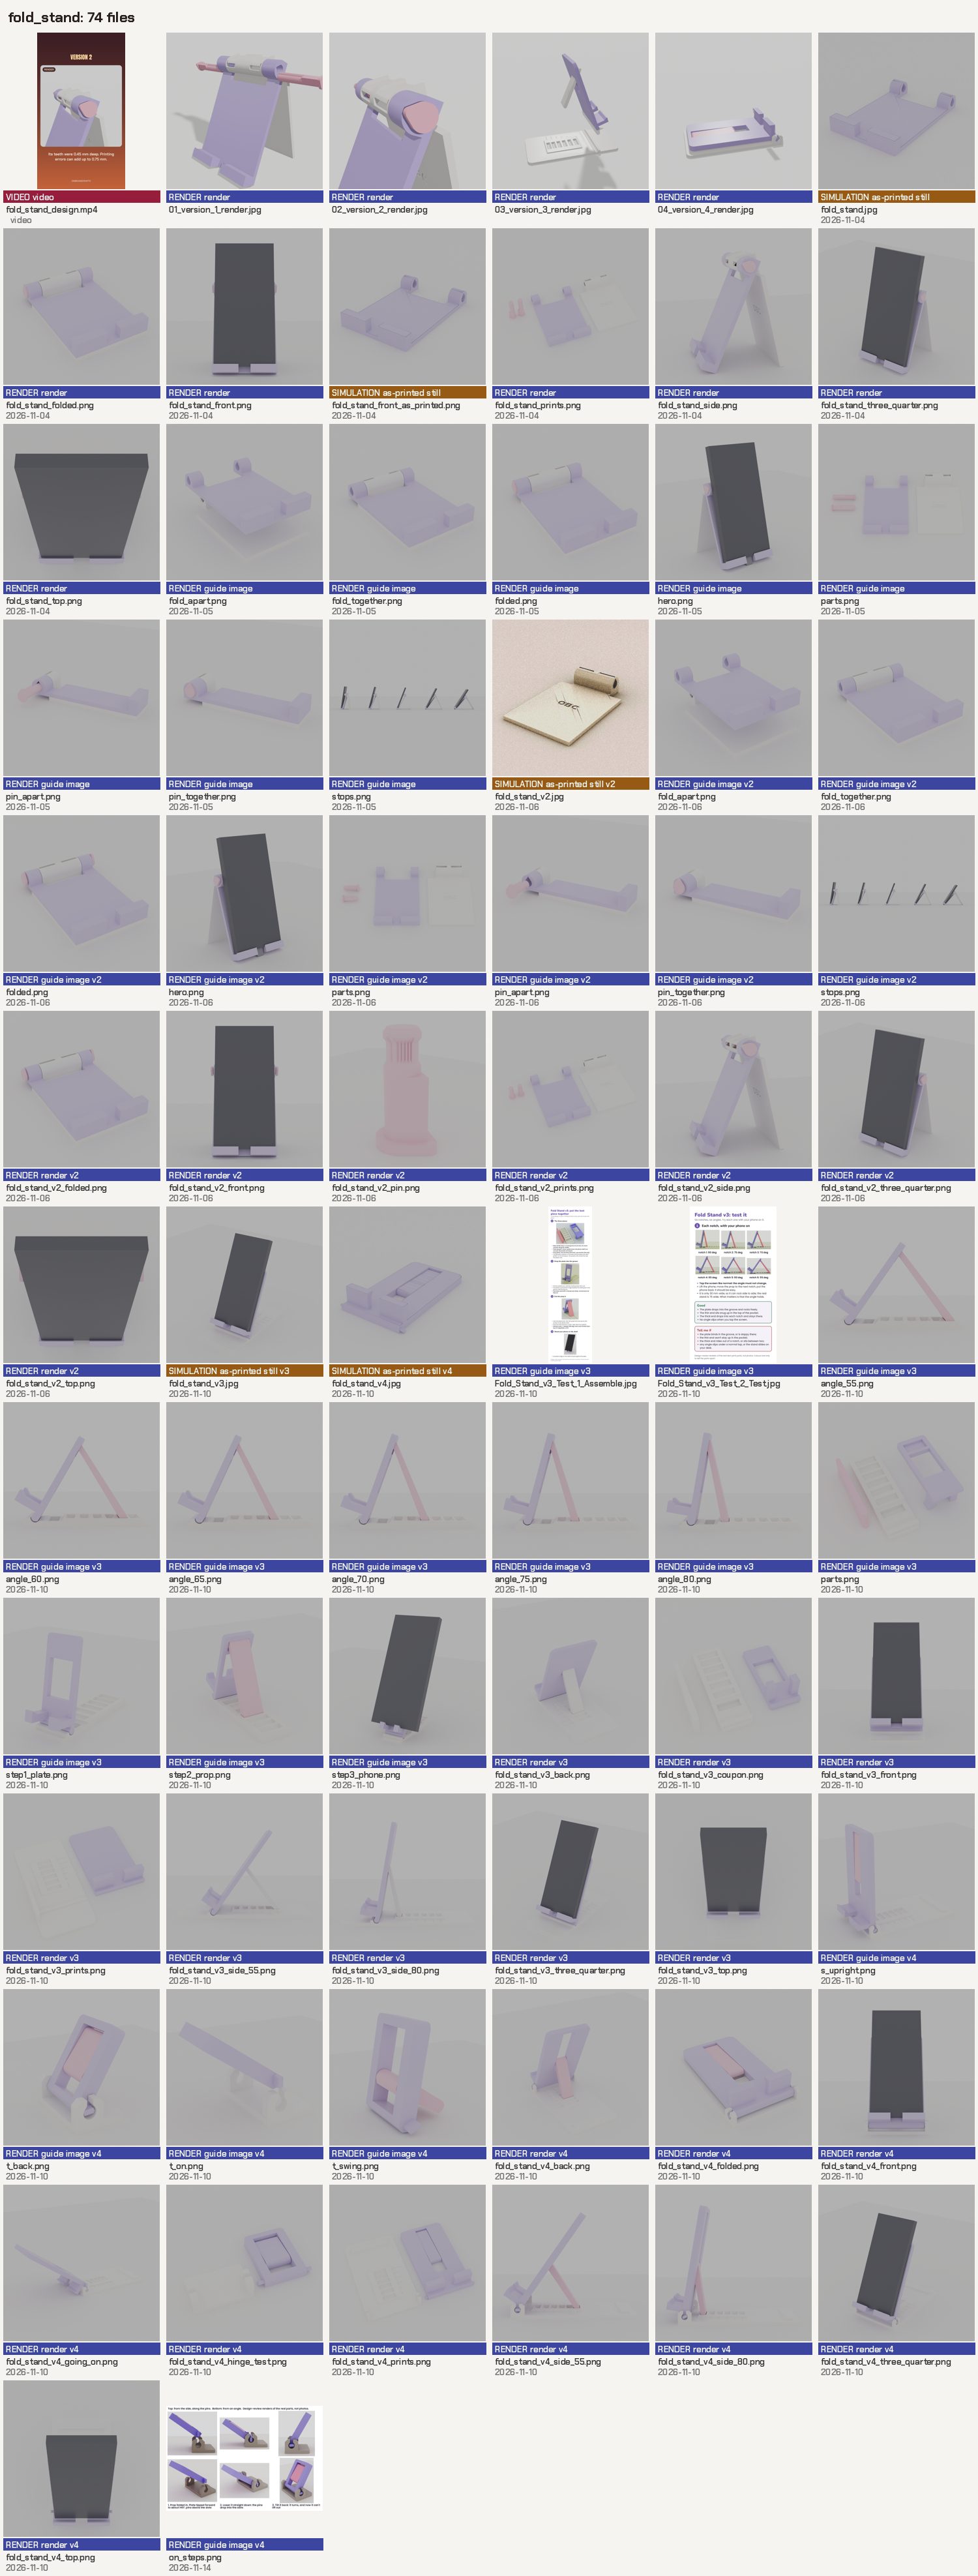 fold_stand: 74 files
VERSION 2
Its teeth were 0.45 mm deep. Printing
errors can add up to 0.75 mm.
VIDEO video
RENDER render
RENDER render
RENDER render
RENDER render
SIMULATION as-printed still
fold_stand_design.mp4
01_version_1_render.jpg
02_version_2_render.jpg
03_version_3_render.jpg
04_version_4_render.jpg
fold_stand.jpg
video
2026-11-04
RENDER render
RENDER render
SIMULATION as-printed still
RENDER render
RENDER render
RENDER render
fold_stand_folded.png
fold_stand_front.png
fold_stand_front_as_printed.png
fold_stand_prints.png
fold_stand_side.png
fold_stand_three_quarter.png
2026-11-04
2026-11-04
2026-11-04
2026-11-04
2026-11-04
2026-11-04
RENDER render
RENDER guide image
RENDER guide image
RENDER guide image
RENDER guide image
RENDER guide image
fold_stand_top.png
fold_apart.png
fold_together.png
folded.png
hero.png
parts.png
2026-11-04
2026-11-05
2026-11-05
2026-11-05
2026-11-05
2026-11-05
RENDER guide image
RENDER guide image
RENDER guide image
SIMULATION as-printed still v2
RENDER guide image v2
RENDER guide image v2
pin_apart.png
pin_together.png
stops.png
fold_stand_v2.jpg
fold_apart.png
fold_together.png
2026-11-05
2026-11-05
2026-11-05
2026-11-06
2026-11-06
2026-11-06
RENDER guide image v2
RENDER guide image v2
RENDER guide image v2
RENDER guide image v2
RENDER guide image v2
RENDER guide image v2
folded.png
hero.png
parts.png
pin_apart.png
pin_together.png
stops.png
2026-11-06
2026-11-06
2026-11-06
2026-11-06
2026-11-06
2026-11-06
RENDER render v2
RENDER render v2
RENDER render v2
RENDER render v2
RENDER render v2
RENDER render v2
fold_stand_v2_folded.png
fold_stand_v2_front.png
fold_stand_v2_pin.png
fold_stand_v2_prints.png
fold_stand_v2_side.png
fold_stand_v2_three_quarter.png
2026-11-06
2026-11-06
2026-11-06
2026-11-06
2026-11-06
2026-11-06
Fold Stand v3: test it
RENDER render v2
SIMULATION as-printed still v3
SIMULATION as-printed still v4
RENDER guide image v3
RENDER guide image v3
RENDER guide image v3
fold_stand_v2_top.png
fold_stand_v3.jpg
fold_stand_v4.jpg
Fold_Stand_v3_Test_1_Assemble.jpg
Fold_Stand_v3_Test_2_Test.jpg
angle_55.png
2026-11-06
2026-11-10
2026-11-10
2026-11-10
2026-11-10
2026-11-10
RENDER guide image v3
RENDER guide image v3
RENDER guide image v3
RENDER guide image v3
RENDER guide image v3
RENDER guide image v3
angle_60.png
angle_65.png
angle_70.png
angle_75.png
angle_80.png
parts.png
2026-11-10
2026-11-10
2026-11-10
2026-11-10
2026-11-10
2026-11-10
RENDER guide image v3
RENDER guide image v3
RENDER guide image v3
RENDER render v3
RENDER render v3
RENDER render v3
step1_plate.png
step2_prop.png
step3_phone.png
fold_stand_v3_back.png
fold_stand_v3_coupon.png
fold_stand_v3_front.png
2026-11-10
2026-11-10
2026-11-10
2026-11-10
2026-11-10
2026-11-10
RENDER render v3
RENDER render v3
RENDER render v3
RENDER render v3
RENDER render v3
RENDER guide image v4
fold_stand_v3_prints.png
fold_stand_v3_side_55.png
fold_stand_v3_side_80.png
fold_stand_v3_three_quarter.png
fold_stand_v3_top.png
s_upright.png
2026-11-10
2026-11-10
2026-11-10
2026-11-10
2026-11-10
2026-11-10
RENDER guide image v4
RENDER guide image v4
RENDER guide image v4
RENDER render v4
RENDER render v4
RENDER render v4
t_back.png
t_on.png
t_swing.png
fold_stand_v4_back.png
fold_stand_v4_folded.png
fold_stand_v4_front.png
2026-11-10
2026-11-10
2026-11-10
2026-11-10
2026-11-10
2026-11-10
RENDER render v4
RENDER render v4
RENDER render v4
RENDER render v4
RENDER render v4
RENDER render v4
fold_stand_v4_going_on.png
fold_stand_v4_hinge_test.png
fold_stand_v4_prints.png
fold_stand_v4_side_55.png
fold_stand_v4_side_80.png
fold_stand_v4_three_quarter.png
2026-11-10
2026-11-10
2026-11-10
2026-11-10
2026-11-10
2026-11-10
RENDER render v4
RENDER guide image v4
fold_stand_v4_top.png
on_steps.png
2026-11-10
2026-11-14